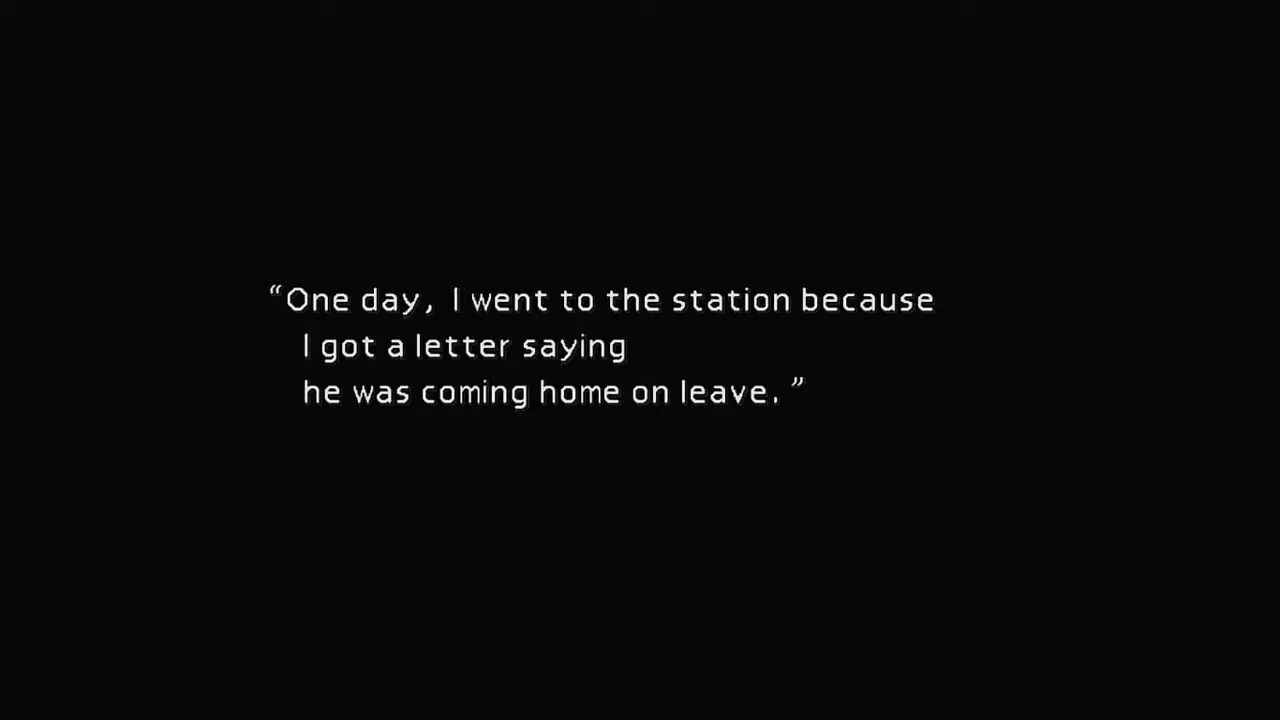 “One day, I went to the station because
I got a letter saying
he was coming home on leave.”